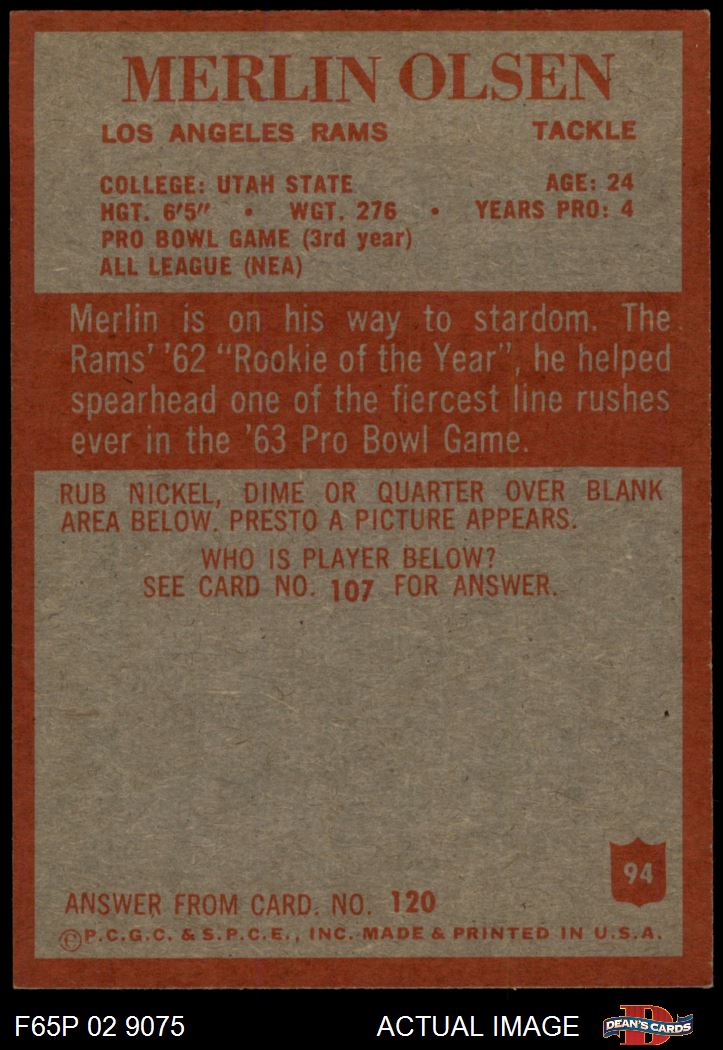 MERLIN OLSEN
LOS ANGELES RAMS TACKLE
COLLEGE: UTAH STATE AGE: 24
HGT. 6'5" • WGT. 276 • YEARS PRO: 4
PRO BOWL GAME (3rd year)
ALL LEAGUE (NEA)
Merlin is on his way to stardom. The
Rams' '62 "Rookie of the Year", he helped
spearhead one of the fiercest line rushes
ever in the '63 Pro Bowl Game.
RUB NICKEL, DIME OR QUARTER OVER BLANK
AREA BELOW. PRESTO A PICTURE APPEARS.
WHO IS PLAYER BELOW?
SEE CARD NO. 107 FOR ANSWER.
94
ANSWER FROM CARD. NO. 120
©P.C.G.C. & S.P.C.E., INC. MADE & PRINTED IN U.S.A.
F65P 02 9075 ACTUAL IMAGE D DEAN'S CARDS